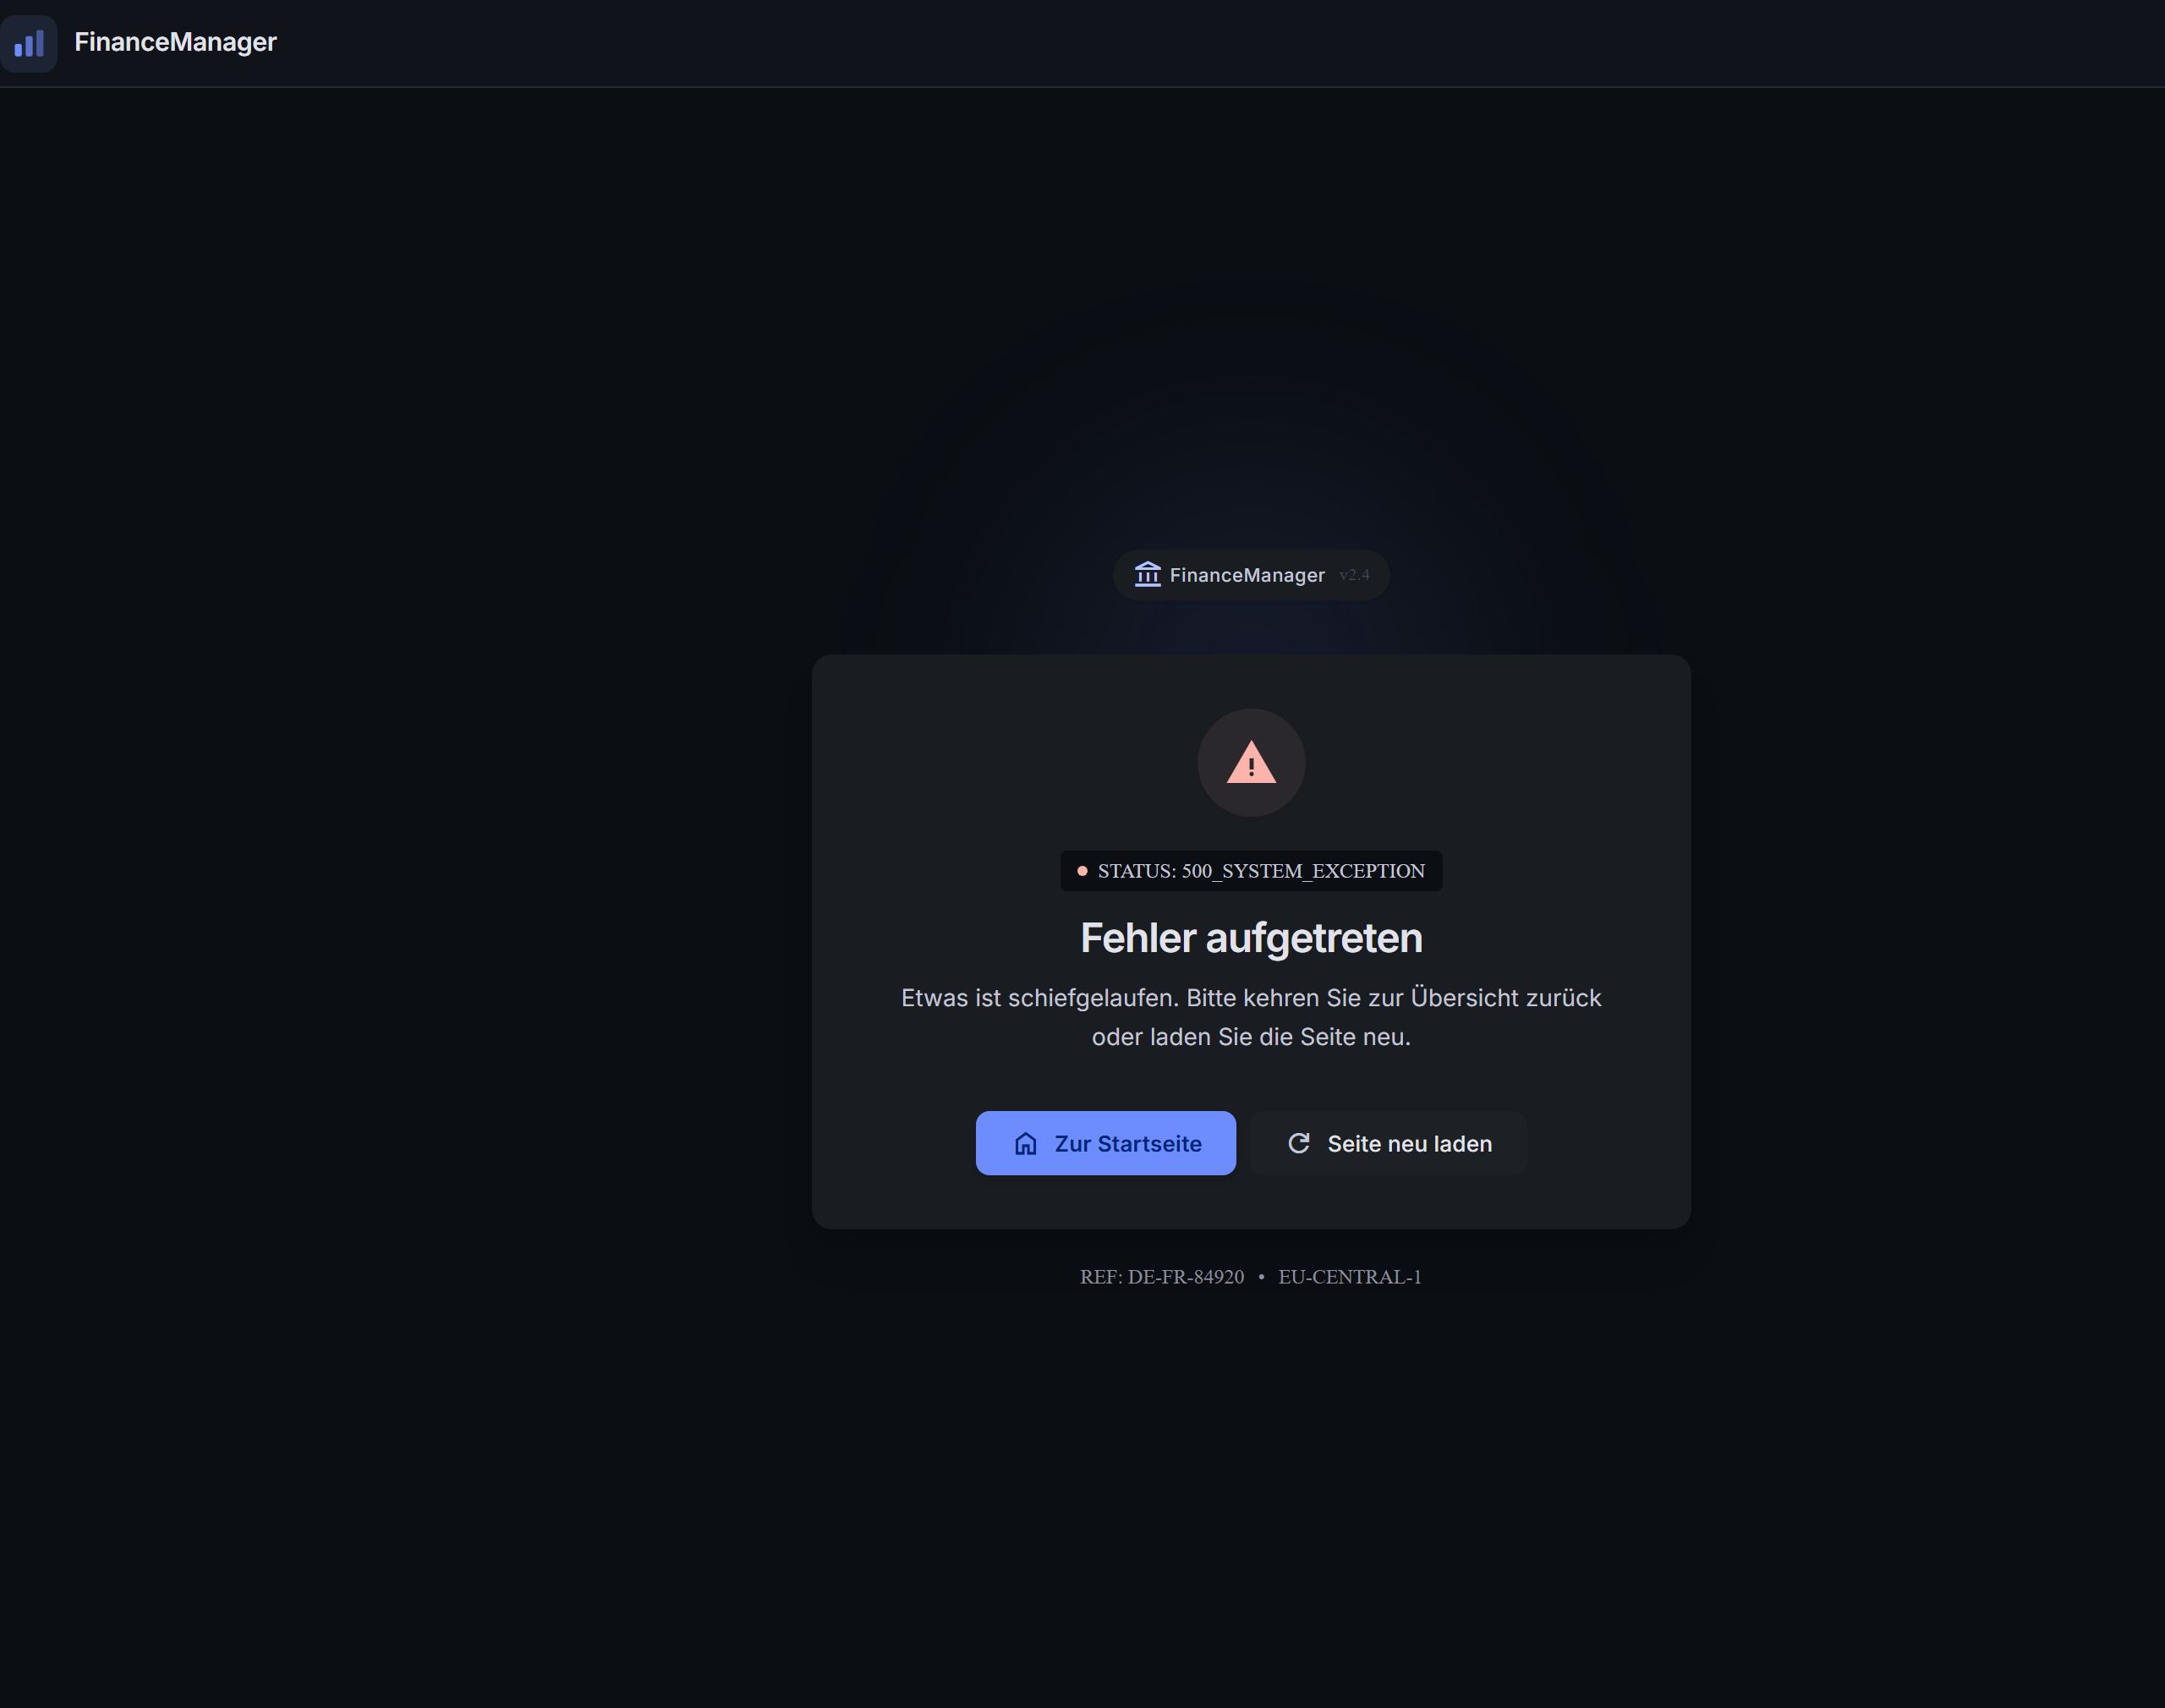 FinanceManager
FinanceManager v2.4
STATUS: 500_SYSTEM_EXCEPTION
Fehler aufgetreten
Etwas ist schiefgelaufen. Bitte kehren Sie zur Übersicht zurück
oder laden Sie die Seite neu.
Zur Startseite
Seite neu laden
REF: DE-FR-84920 • EU-CENTRAL-1